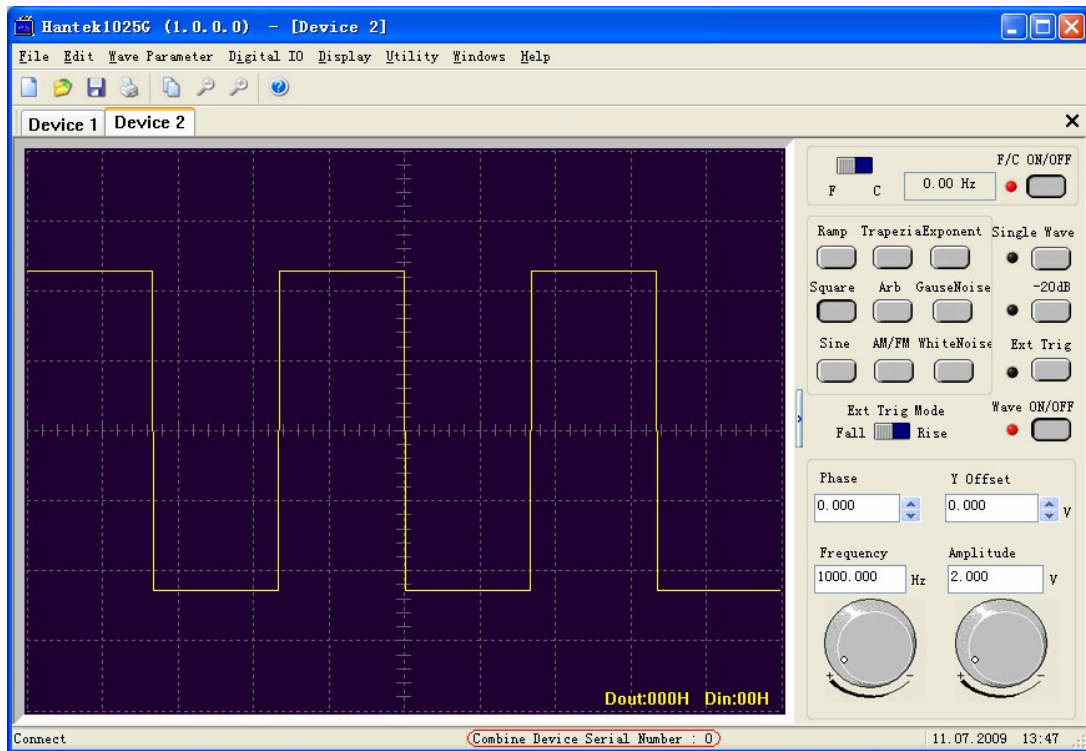 Hantek1025G (1.0.0.0) - [Device 2]
File Edit Wave Parameter Digital IO Display Utility Windows Help
Device 1 Device 2
F/C ON/OFF
F C 0.00 Hz
Ramp Trapezia Exponent Single Wave
Square Arb GauseNoise -20dB
Sine AM/FM WhiteNoise Ext Trig
Ext Trig Mode Wave ON/OFF
Fall Rise
Phase Y Offset
0.000 0.000 V
Frequency Amplitude
1000.000 Hz 2.000 V
+ - + -
Dout:000H Din:00H
Connect Combine Device Serial Number : 0 11.07.2009 13:47